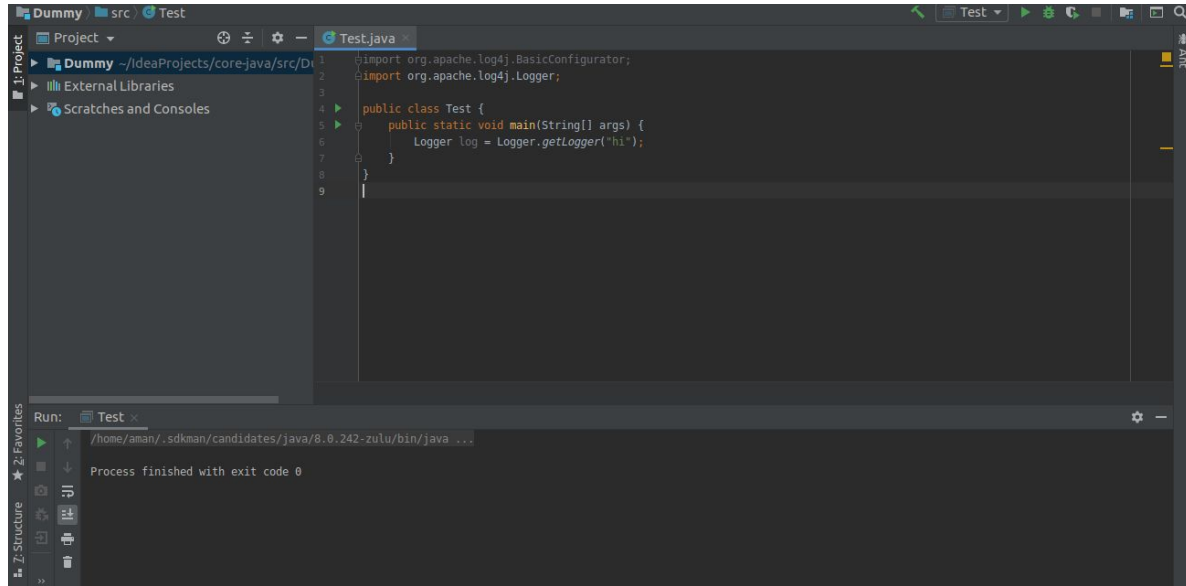 Dummy src Test Test
Project Test.java
1: Project
Dummy ~/IdeaProjects/core-java/src/Du
External Libraries
Scratches and Consoles
Ant
1 import org.apache.log4j.BasicConfigurator;
2 import org.apache.log4j.Logger;
3
4 public class Test {
5 public static void main(String[] args) {
6 Logger log = Logger.getLogger("hi");
7 }
8 }
9
2: Favorites
7: Structure
Run: Test
/home/aman/.sdkman/candidates/java/8.0.242-zulu/bin/java ...
Process finished with exit code 0